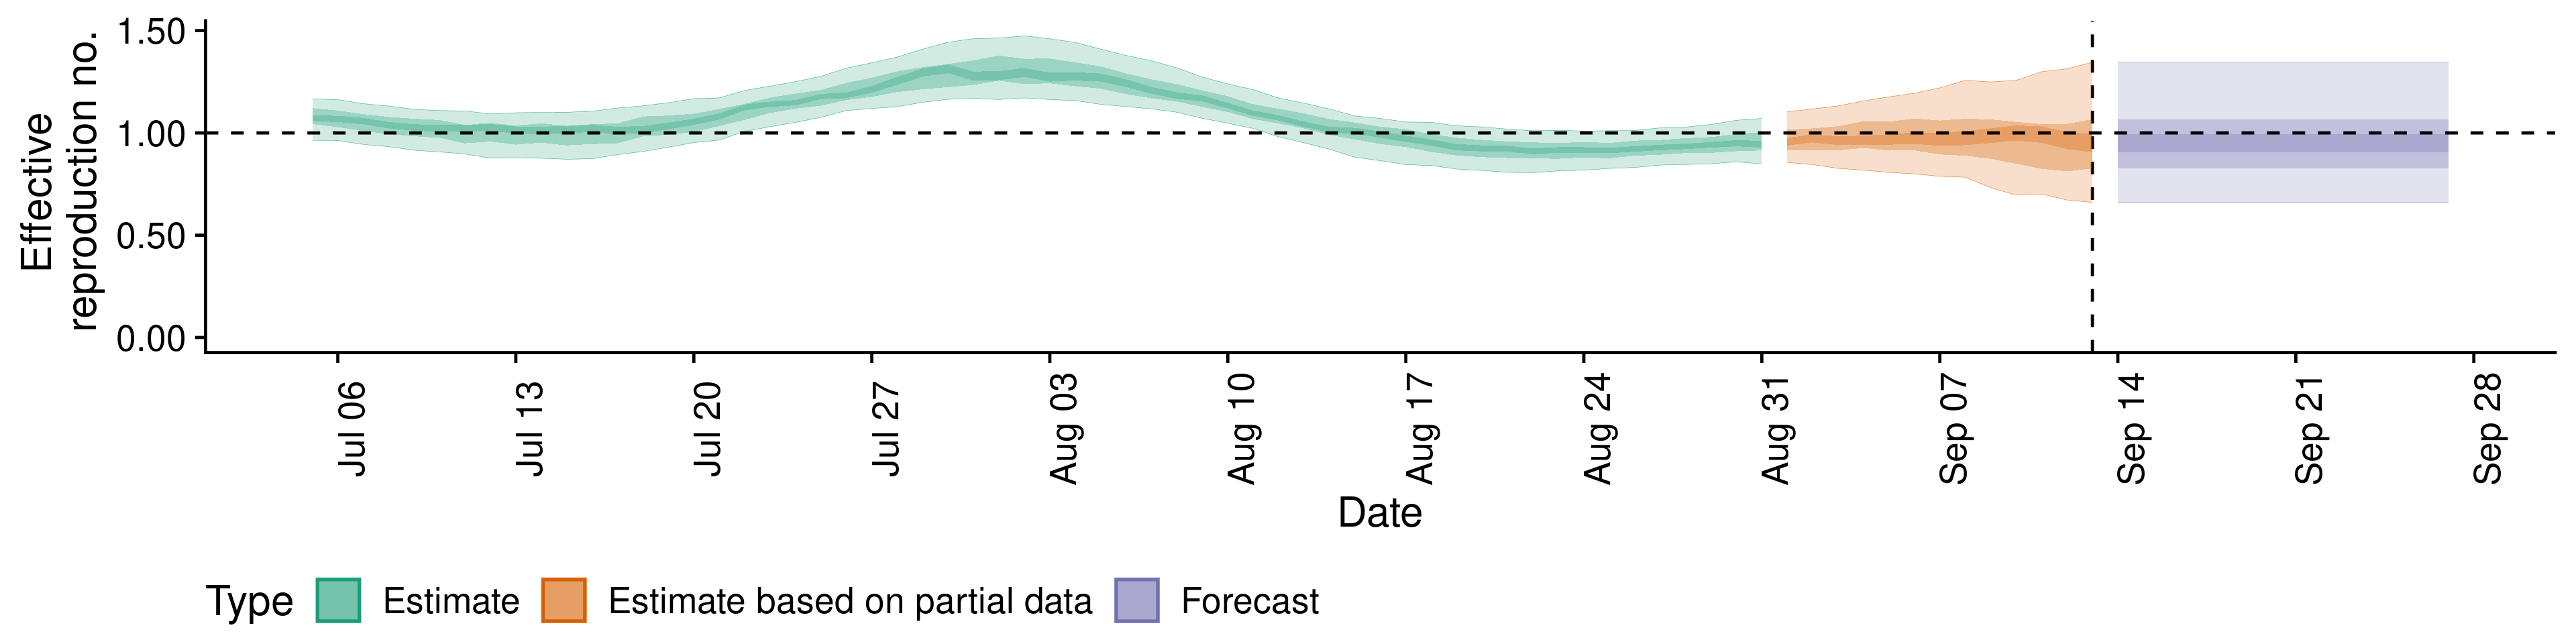 Effective
reproduction no.
1.50
1.00
0.50
0.00
Jul 06
Jul 13
Jul 20
Jul 27
Aug 03
Aug 10
Aug 17
Aug 24
Aug 31
Sep 07
Sep 14
Sep 21
Sep 28
Date
Type Estimate Estimate based on partial data Forecast